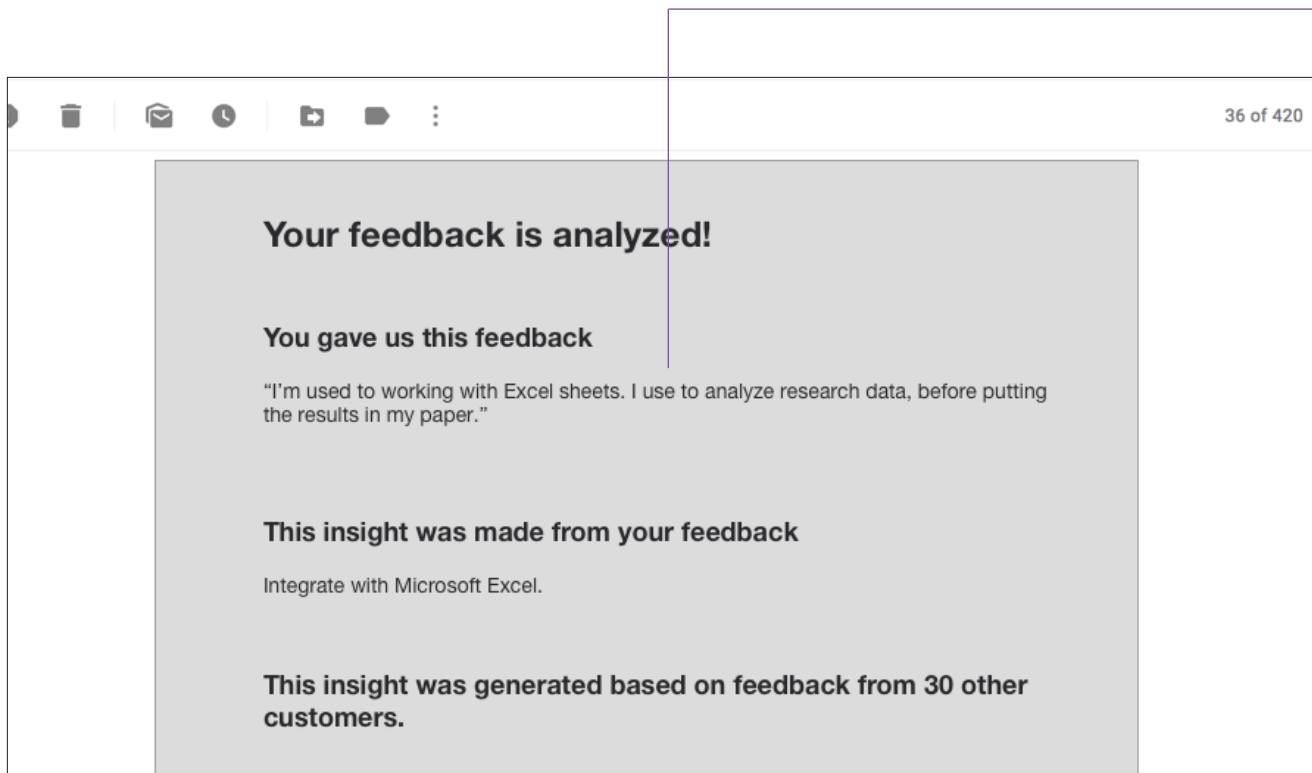 36 of 420
Your feedback is analyzed!
You gave us this feedback
“I’m used to working with Excel sheets. I use to analyze research data, before putting
the results in my paper.”
This insight was made from your feedback
Integrate with Microsoft Excel.
This insight was generated based on feedback from 30 other
customers.